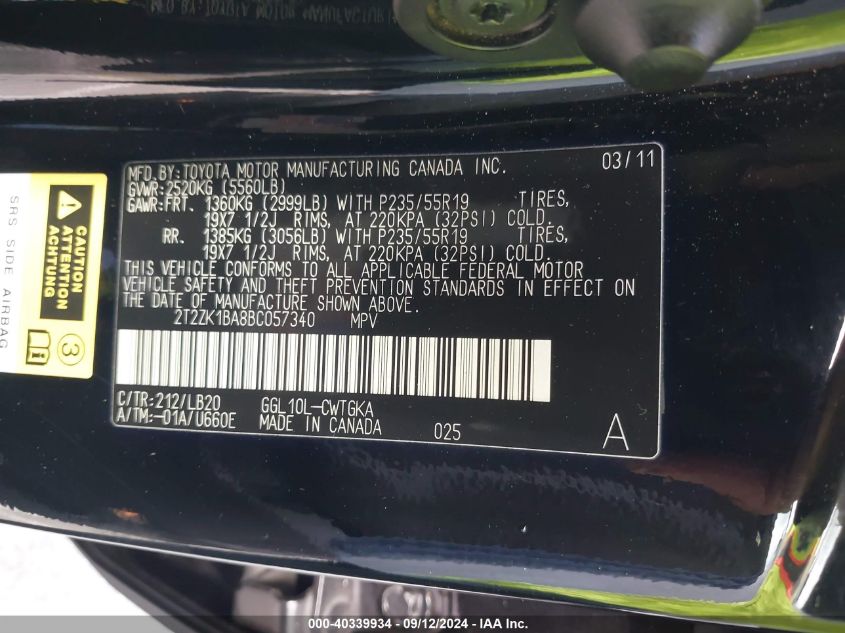 MFD. BY: TOYOTA MOTOR MANUFACTURING CANADA INC. 03/11
GVWR: 2520KG (5560LB)
GAWR: FRT. 1360KG (2999LB) WITH P235/55R19 TIRES,
19X7 1/2J RIMS, AT 220KPA (32PSI) COLD.
RR. 1385KG (3056LB) WITH P235/55R19 TIRES,
19X7 1/2J RIMS, AT 220KPA (32PSI) COLD.
THIS VEHICLE CONFORMS TO ALL APPLICABLE FEDERAL MOTOR
VEHICLE SAFETY AND THEFT PREVENTION STANDARDS IN EFFECT ON
THE DATE OF MANUFACTURE SHOWN ABOVE.
2T2ZK1BA8BC057340 MPV
C/TR: 212/LB20 GGL10L-CWTGKA
A/TM: -01A/U660E MADE IN CANADA 025 A
CAUTION
ATTENTION
ACHTUNG
3
SRS SIDE AIRBAG
00-40339934 - 09/12/2024 - IAA Inc.